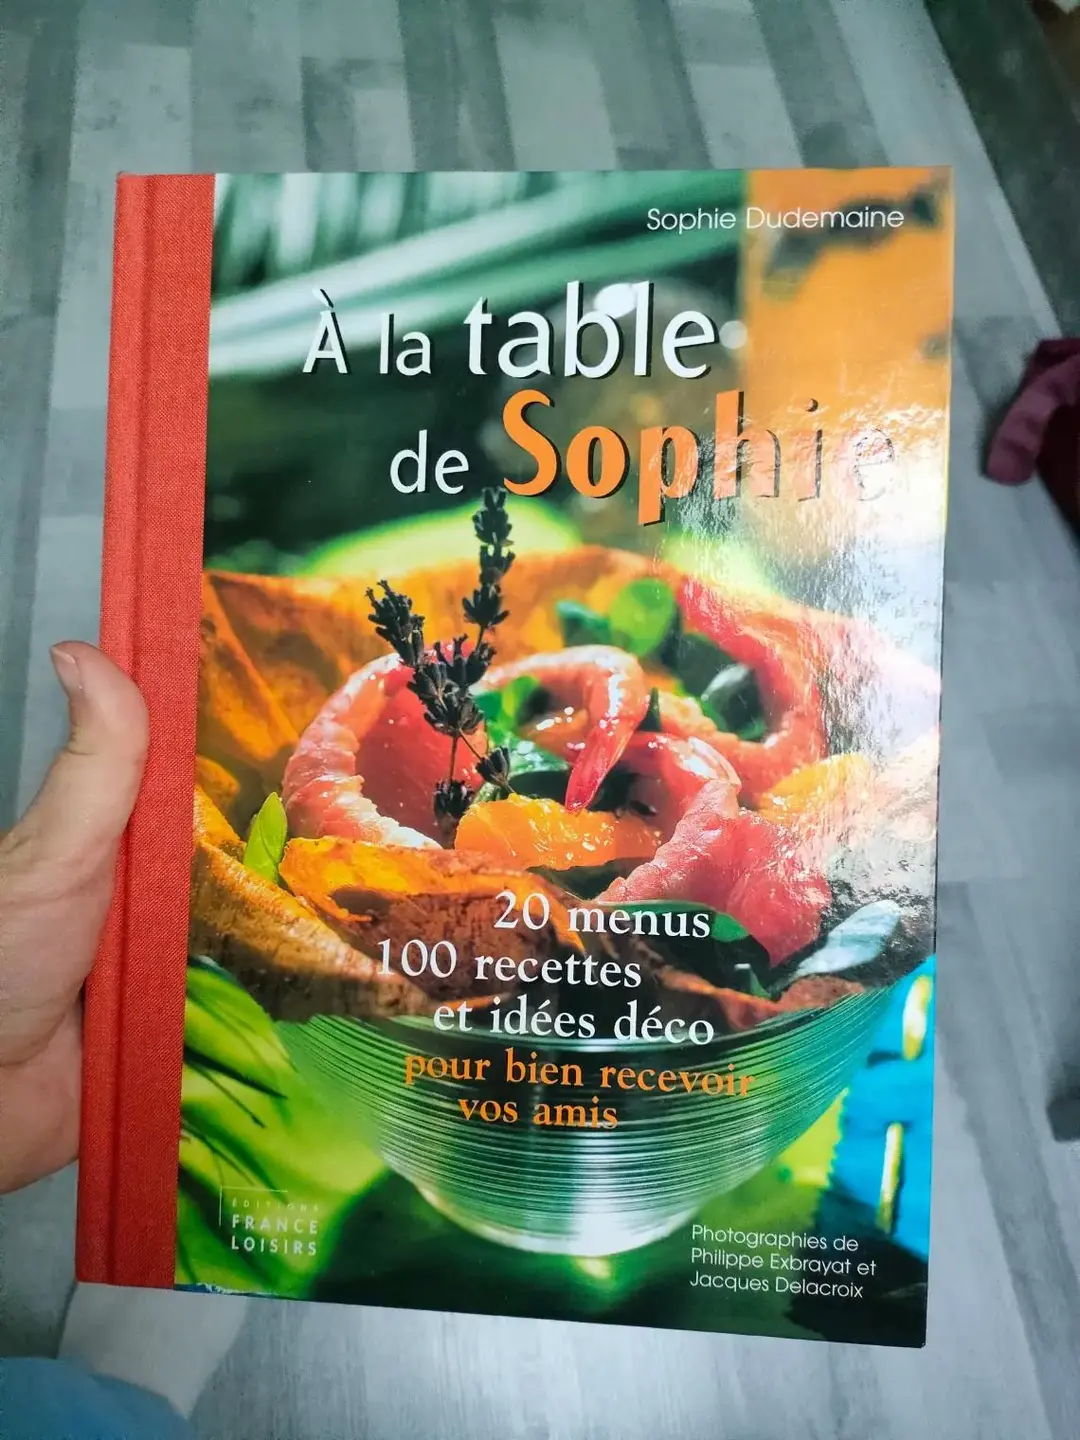 Sophie Dudemaine
À la table
de Sophie
20 menus
100 recettes
et idées déco
pour bien recevoir
vos amis
ÉDITIONS
FRANCE
LOISIRS
Photographies de
Philippe Exbrayat et
Jacques Delacroix